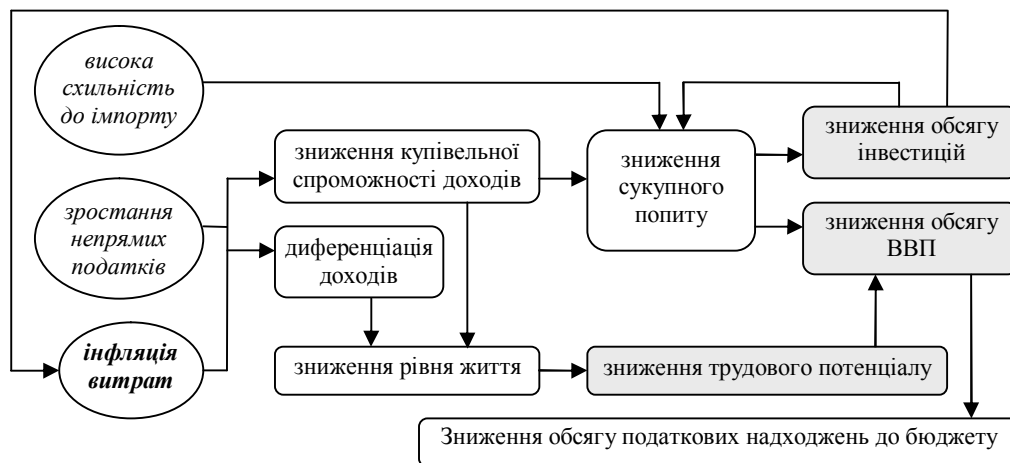 висока
схильність
до імпорту
зростання
непрямих
податків
інфляція
витрат
зниження купівельної
спроможності доходів
диференціація
доходів
зниження рівня життя
зниження
сукупного
попиту
зниження обсягу
інвестицій
зниження обсягу
ВВП
зниження трудового потенціалу
Зниження обсягу податкових надходжень до бюджету